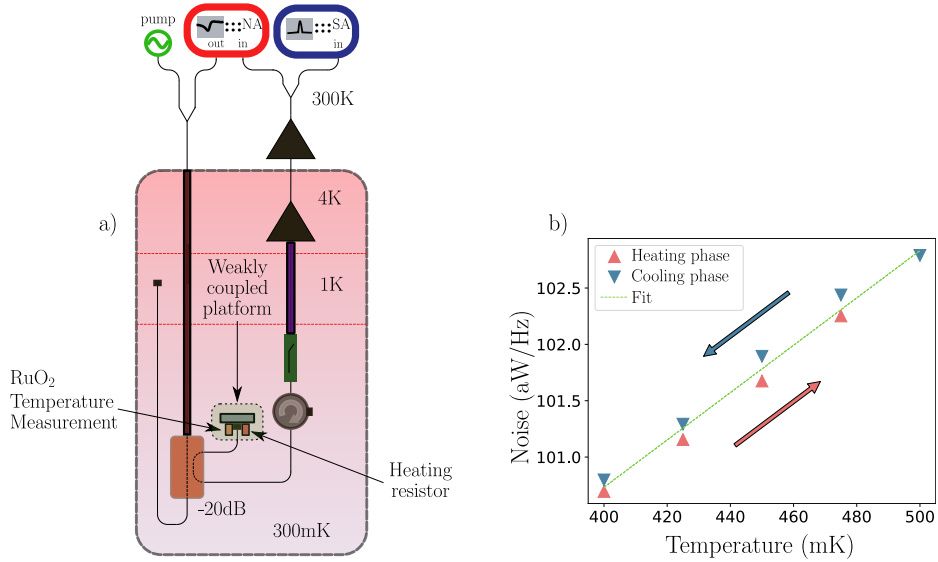 pump
NA
out in
SA
in
300K
a)
4K
1K
Weakly
coupled
platform
RuO₂
Temperature
Measurement
Heating
resistor
-20dB
300mK
b)
Heating phase
Cooling phase
Fit
Noise (aW/Hz)
102.5
102.0
101.5
101.0
400 420 440 460 480 500
Temperature (mK)